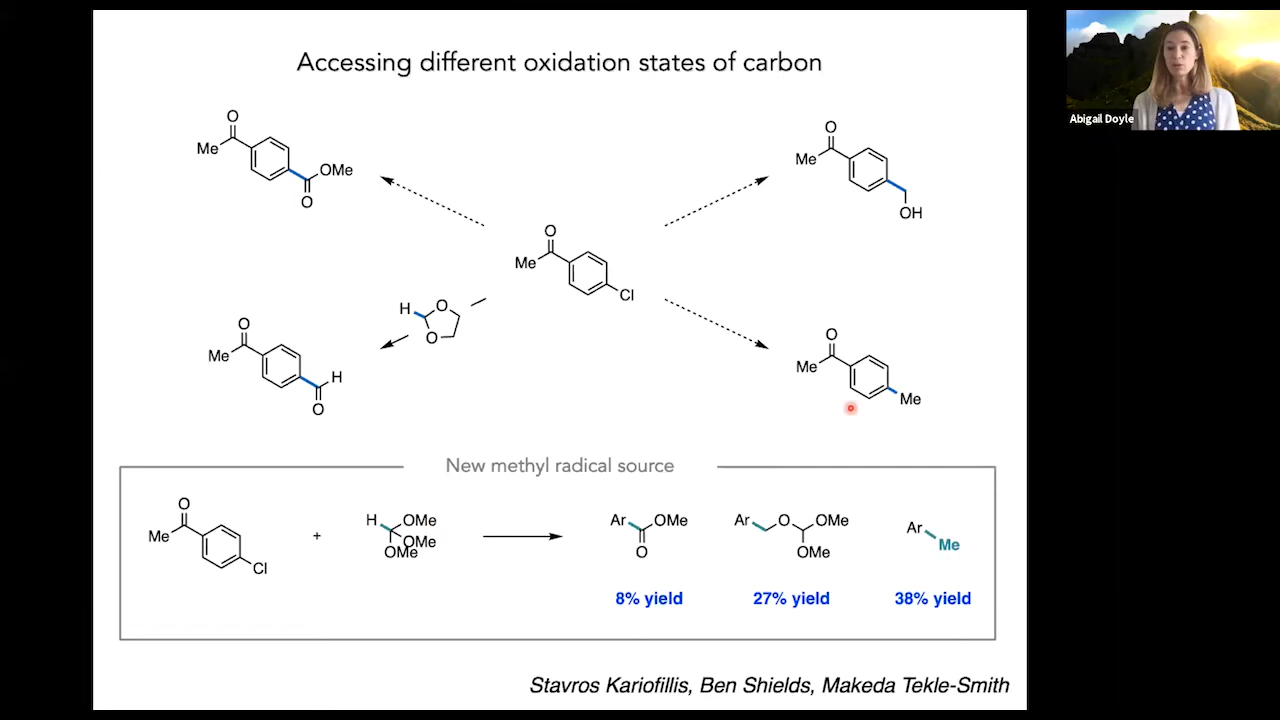 Accessing different oxidation states of carbon
O
Me
OMe
O
O
Me
OH
O
Me
Cl
H
O
O
O
Me
H
O
O
Me
Me
New methyl radical source
O
Me
Cl
+
H
OMe
OMe
OMe
Ar
OMe
O
Ar
O
OMe
OMe
Ar
Me
8% yield
27% yield
38% yield
Stavros Kariofillis, Ben Shields, Makeda Tekle-Smith
Abigail Doyle